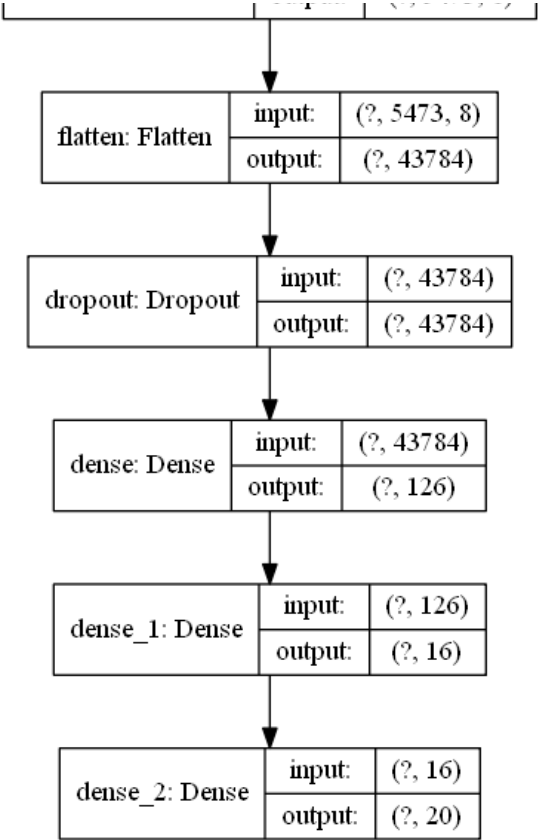 flatten: Flatten
input: (?, 5473, 8)
output: (?, 43784)
dropout: Dropout
input: (?, 43784)
output: (?, 43784)
dense: Dense
input: (?, 43784)
output: (?, 126)
dense_1: Dense
input: (?, 126)
output: (?, 16)
dense_2: Dense
input: (?, 16)
output: (?, 20)